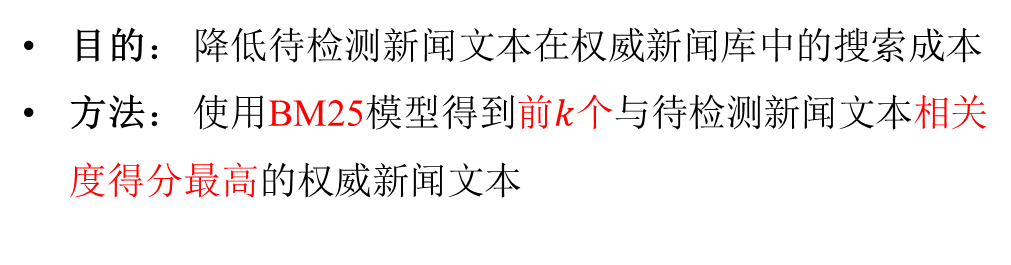 • 目的： 降低待检测新闻文本在权威新闻库中的搜索成本
• 方法： 使用BM25模型得到前k个与待检测新闻文本相关
度得分最高的权威新闻文本